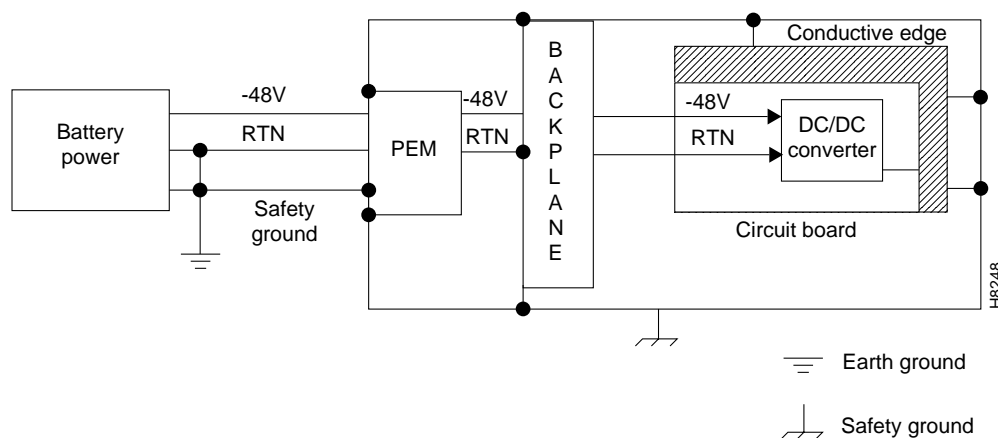 Conductive edge
BACKPLANE
-48V
-48V
-48V
Battery
power
RTN
PEM
RTN
RTN
DC/DC
converter
Safety
ground
Circuit board
H8248
Earth ground
Safety ground